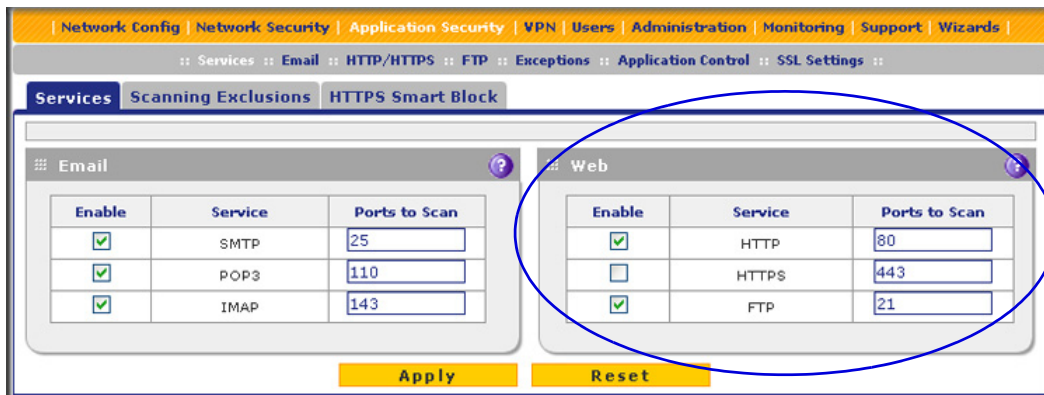 | Network Config | Network Security | Application Security | VPN | Users | Administration | Monitoring | Support | Wizards |
:: Services :: Email :: HTTP/HTTPS :: FTP :: Exceptions :: Application Control :: SSL Settings ::
Services Scanning Exclusions HTTPS Smart Block
Email ?
Enable Service Ports to Scan
SMTP 25
POP3 110
IMAP 143
Web ?
Enable Service Ports to Scan
HTTP 80
HTTPS 443
FTP 21
Apply Reset